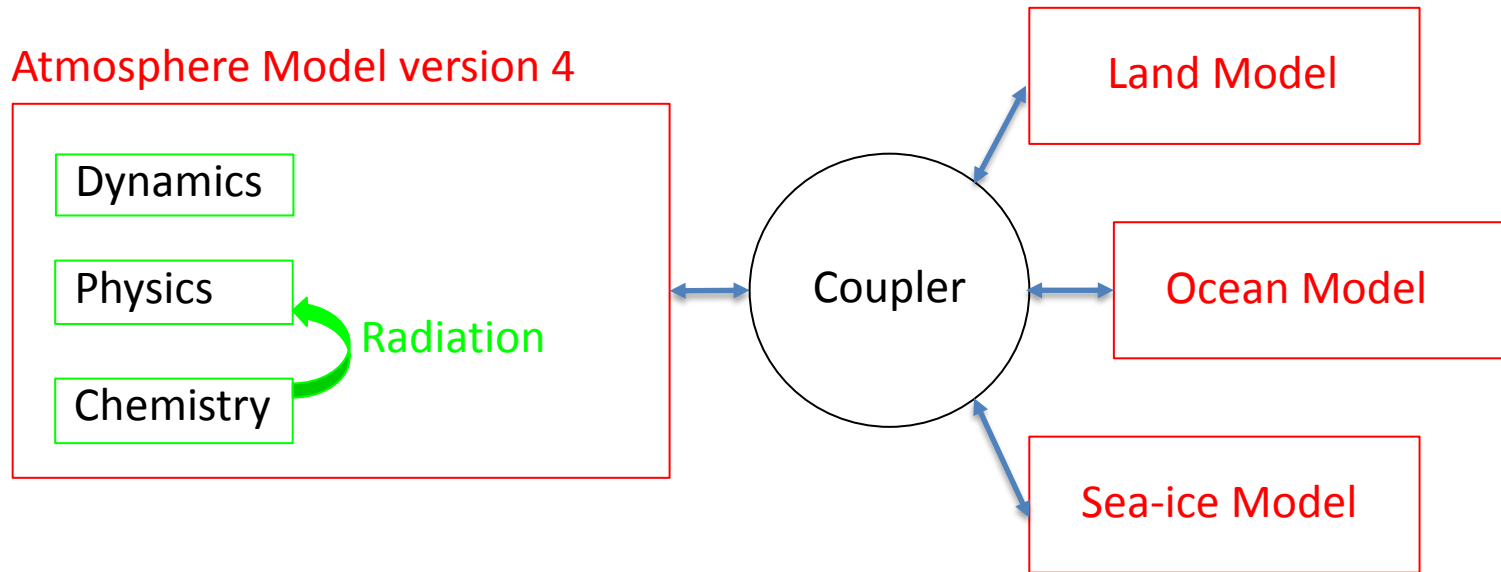 Atmosphere Model version 4
Dynamics
Physics
Radiation
Chemistry
Coupler
Land Model
Ocean Model
Sea-ice Model